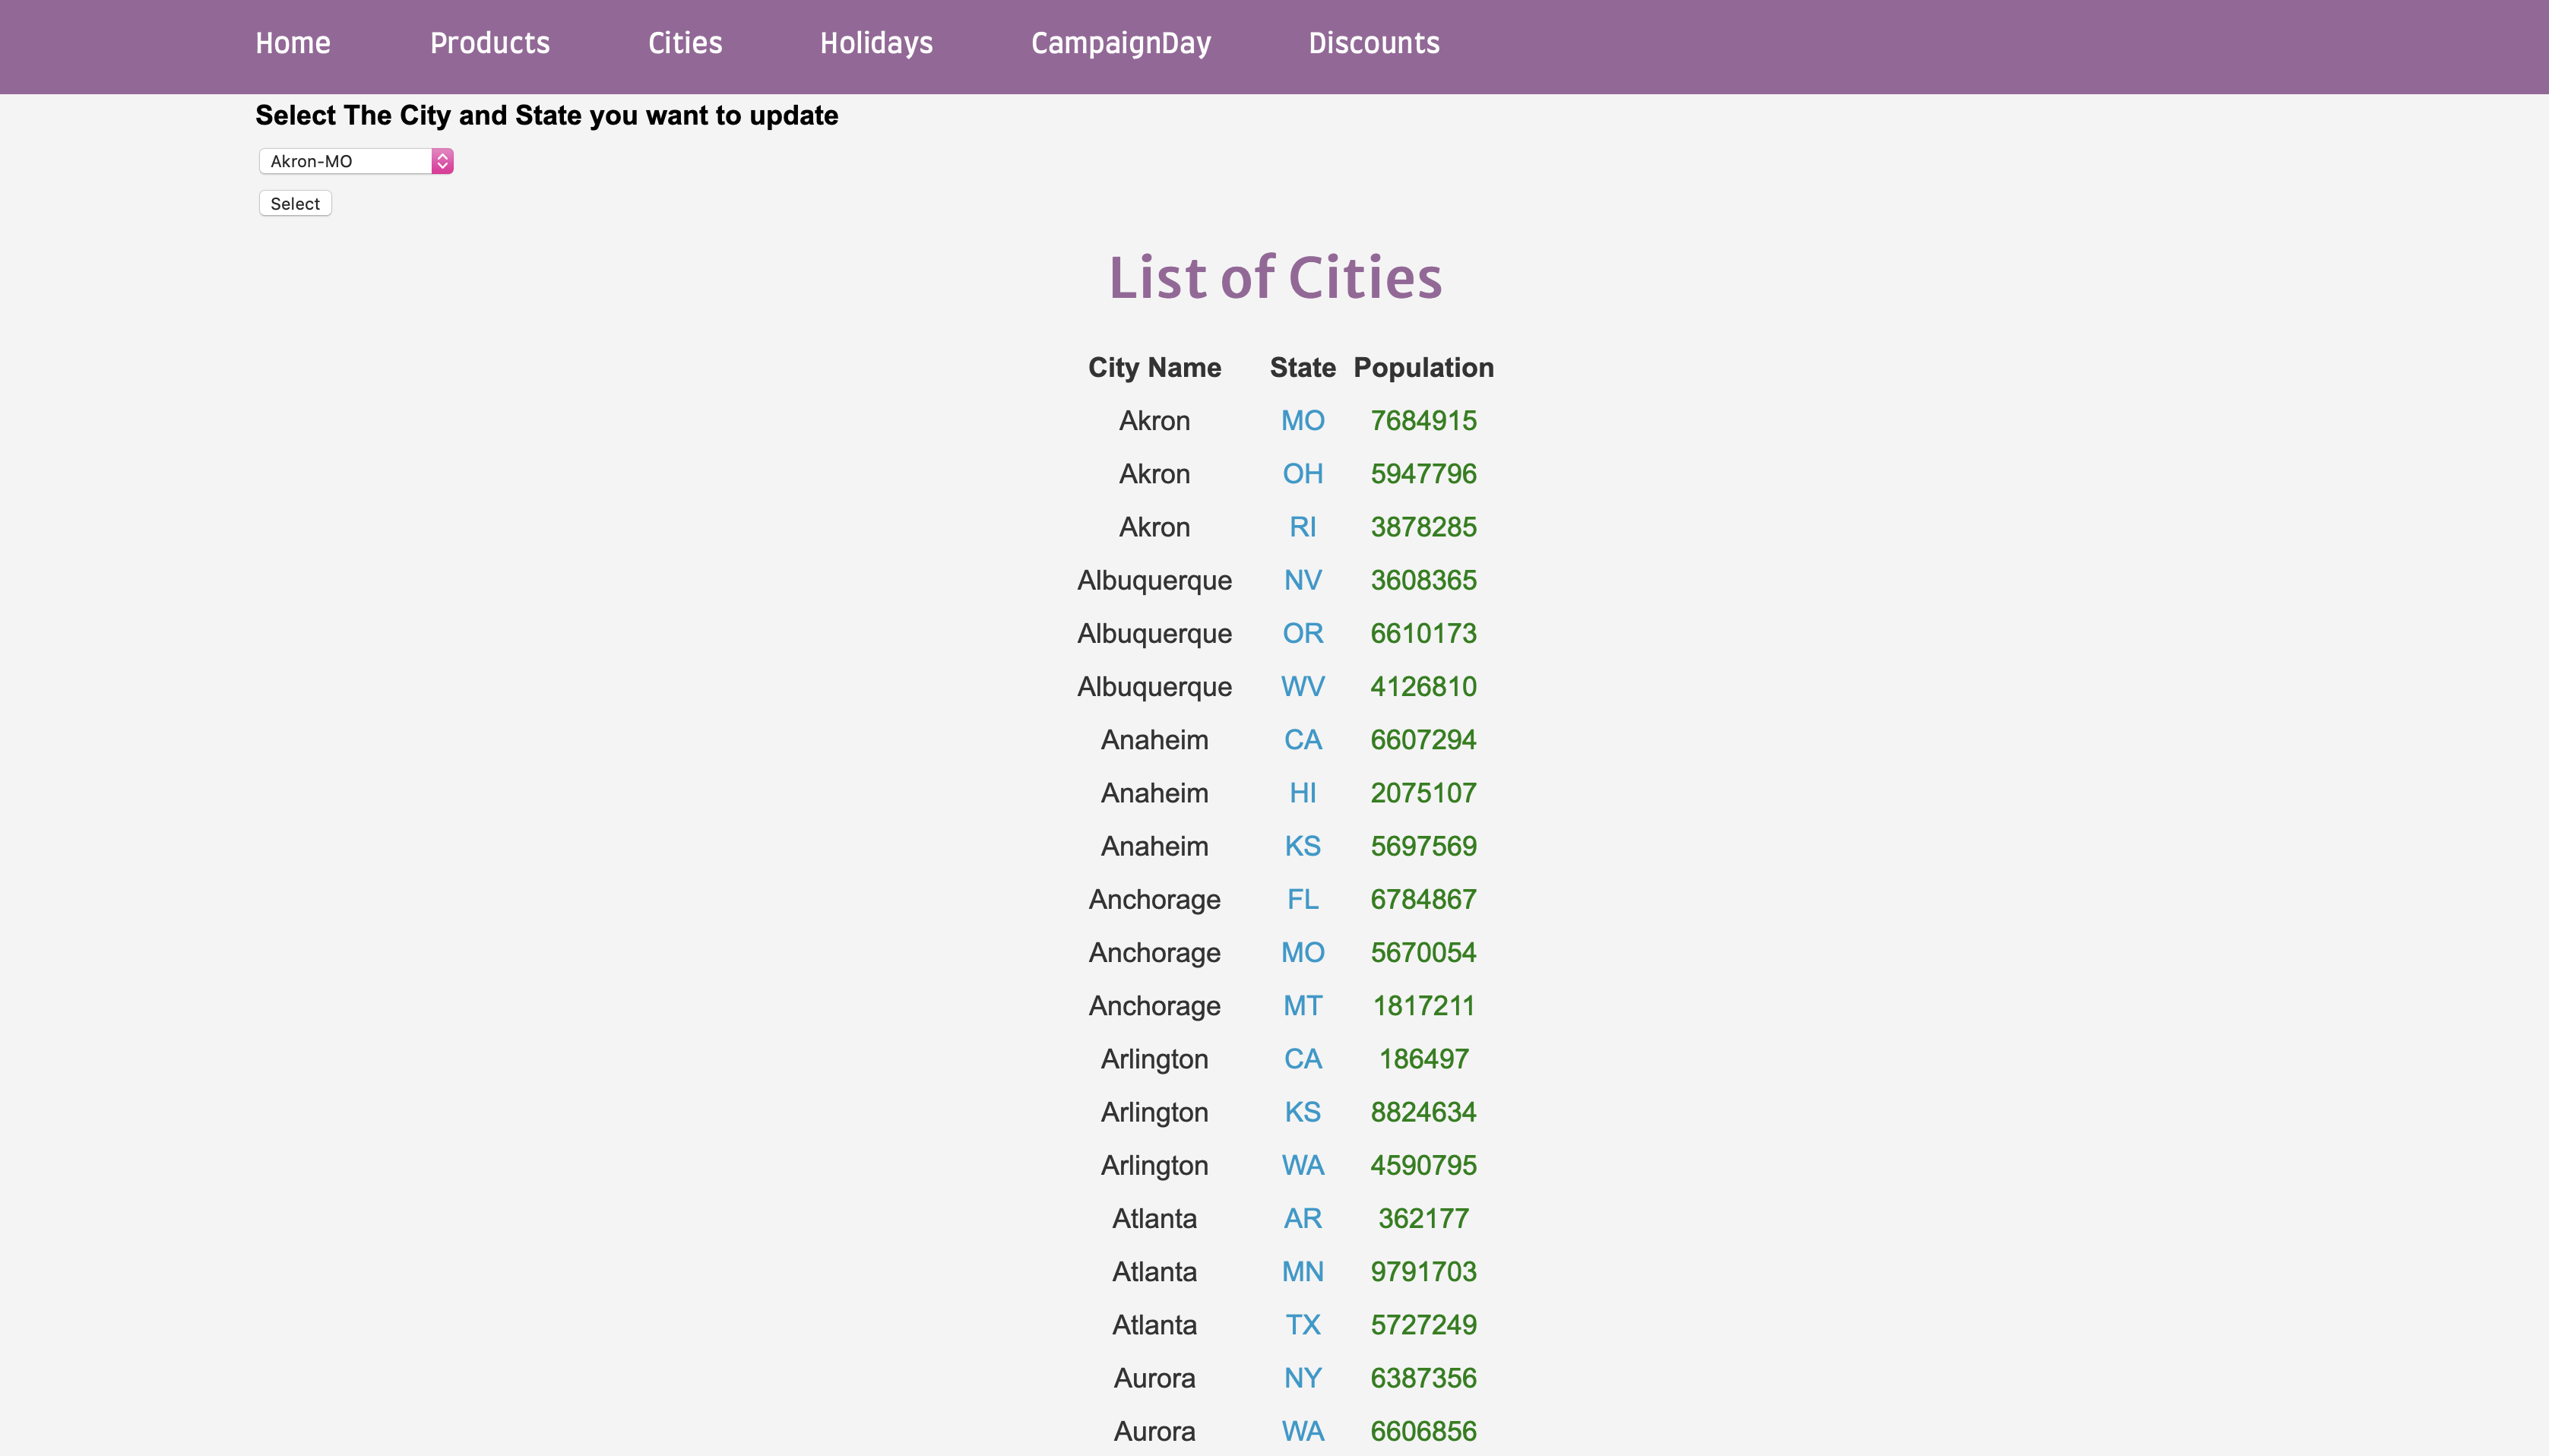 Home Products Cities Holidays CampaignDay Discounts
Select The City and State you want to update
Akron-MO
Select
List of Cities
City Name State Population
Akron MO 7684915
Akron OH 5947796
Akron RI 3878285
Albuquerque NV 3608365
Albuquerque OR 6610173
Albuquerque WV 4126810
Anaheim CA 6607294
Anaheim HI 2075107
Anaheim KS 5697569
Anchorage FL 6784867
Anchorage MO 5670054
Anchorage MT 1817211
Arlington CA 186497
Arlington KS 8824634
Arlington WA 4590795
Atlanta AR 362177
Atlanta MN 9791703
Atlanta TX 5727249
Aurora NY 6387356
Aurora WA 6606856